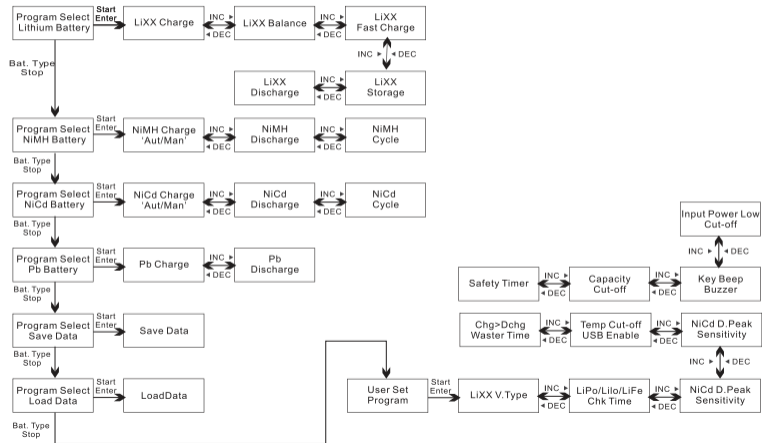 Program Select
Lithium Battery
Start
Enter
LiXX Charge
INC ►
◄ DEC
LiXX Balance
INC ►
◄ DEC
LiXX
Fast Charge
INC ►
◄ DEC
Bat. Type
Stop
LiXX
Discharge
INC ►
◄ DEC
LiXX
Storage
Program Select
NiMH Battery
Start
Enter
NiMH Charge
'Aut/Man'
INC ►
◄ DEC
NiMH
Discharge
INC ►
◄ DEC
NiMH
Cycle
Bat. Type
Stop
Program Select
NiCd Battery
Start
Enter
NiCd Charge
'Aut/Man'
INC ►
◄ DEC
NiCd
Discharge
INC ►
◄ DEC
NiCd
Cycle
Bat. Type
Stop
Program Select
Pb Battery
Start
Enter
Pb Charge
INC ►
◄ DEC
Pb
Discharge
Bat. Type
Stop
Program Select
Save Data
Start
Enter
Save Data
Bat. Type
Stop
Program Select
Load Data
Start
Enter
LoadData
Bat. Type
Stop
Input Power Low
Cut-off
INC ►
◄ DEC
Safety Timer
INC ►
◄ DEC
Capacity
Cut-off
INC ►
◄ DEC
Key Beep
Buzzer
Chg>Dchg
Waster Time
INC ►
◄ DEC
Temp Cut-off
USB Enable
INC ►
◄ DEC
NiCd D.Peak
Sensitivity
INC ►
◄ DEC
User Set
Program
Start
Enter
LiXX V.Type
INC ►
◄ DEC
LiPo/LiIo/LiFe
Chk Time
INC ►
◄ DEC
NiCd D.Peak
Sensitivity